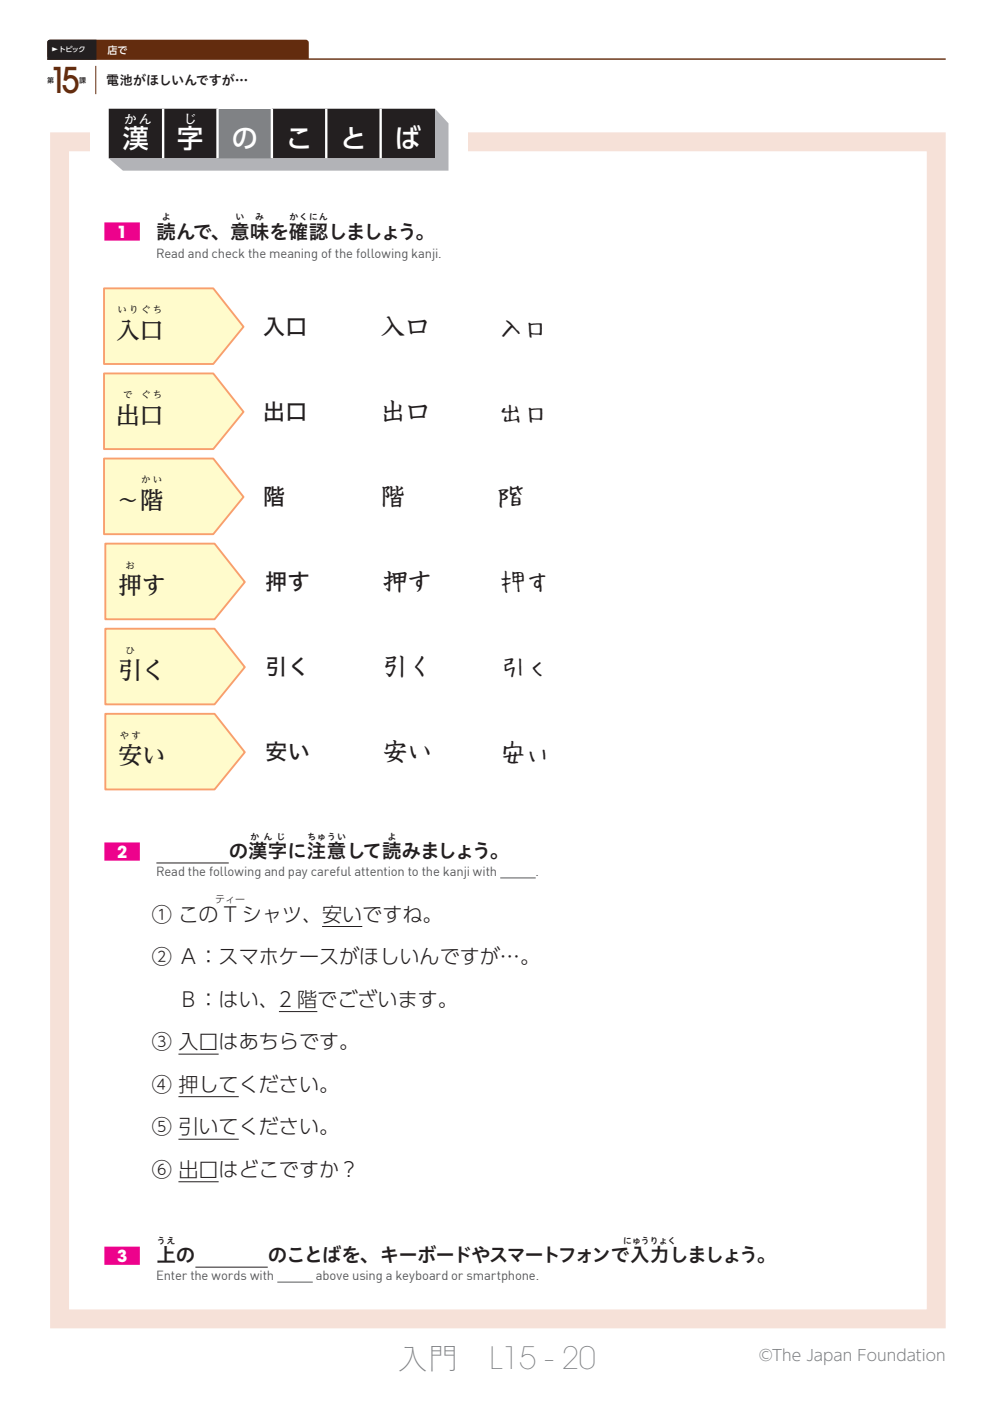 ▶トピック 店で
第15課 電池がほしいんですが…
かん じ
漢字のことば
よ い み かくにん
1 読んで、意味を確認しましょう。
Read and check the meaning of the following kanji.
いりぐち
入口 入口 入口 入口
で ぐち
出口 出口 出口 出口
かい
～階 階 階 階
お
押す 押す 押す 押す
ひ
引く 引く 引く 引く
やす
安い 安い 安い 安い
かんじ ちゅうい よ
2 ______の漢字に注意して読みましょう。
Read the following and pay careful attention to the kanji with _____.
ティー
① このTシャツ、安いですね。
② A：スマホケースがほしいんですが…。
B：はい、2階でございます。
③ 入口はあちらです。
④ 押してください。
⑤ 引いてください。
⑥ 出口はどこですか？
うえ にゅうりょく
3 上の______のことばを、キーボードやスマートフォンで入力しましょう。
Enter the words with _____ above using a keyboard or smartphone.
入門 L15 - 20
©The Japan Foundation